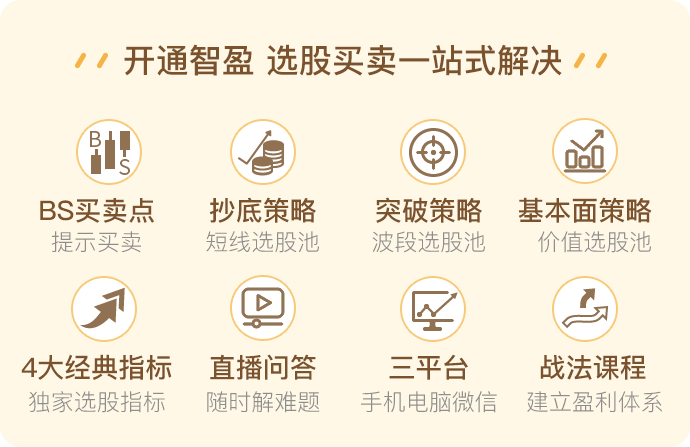 开通智盈 选股买卖一站式解决
B
S
BS买卖点 抄底策略 突破策略 基本面策略
提示买卖 短线选股池 波段选股池 价值选股池
4大经典指标 直播问答 三平台 战法课程
独家选股指标 随时解难题 手机电脑微信 建立盈利体系